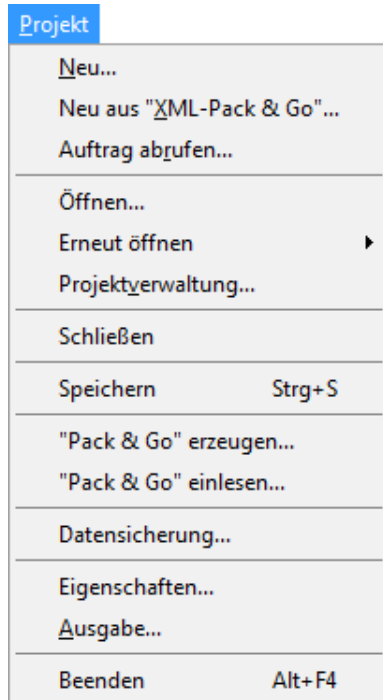 Projekt
Neu...
Neu aus "XML-Pack & Go"...
Auftrag abrufen...
Öffnen...
Erneut öffnen
Projektverwaltung...
Schließen
Speichern Strg+S
"Pack & Go" erzeugen...
"Pack & Go" einlesen...
Datensicherung...
Eigenschaften...
Ausgabe...
Beenden Alt+F4